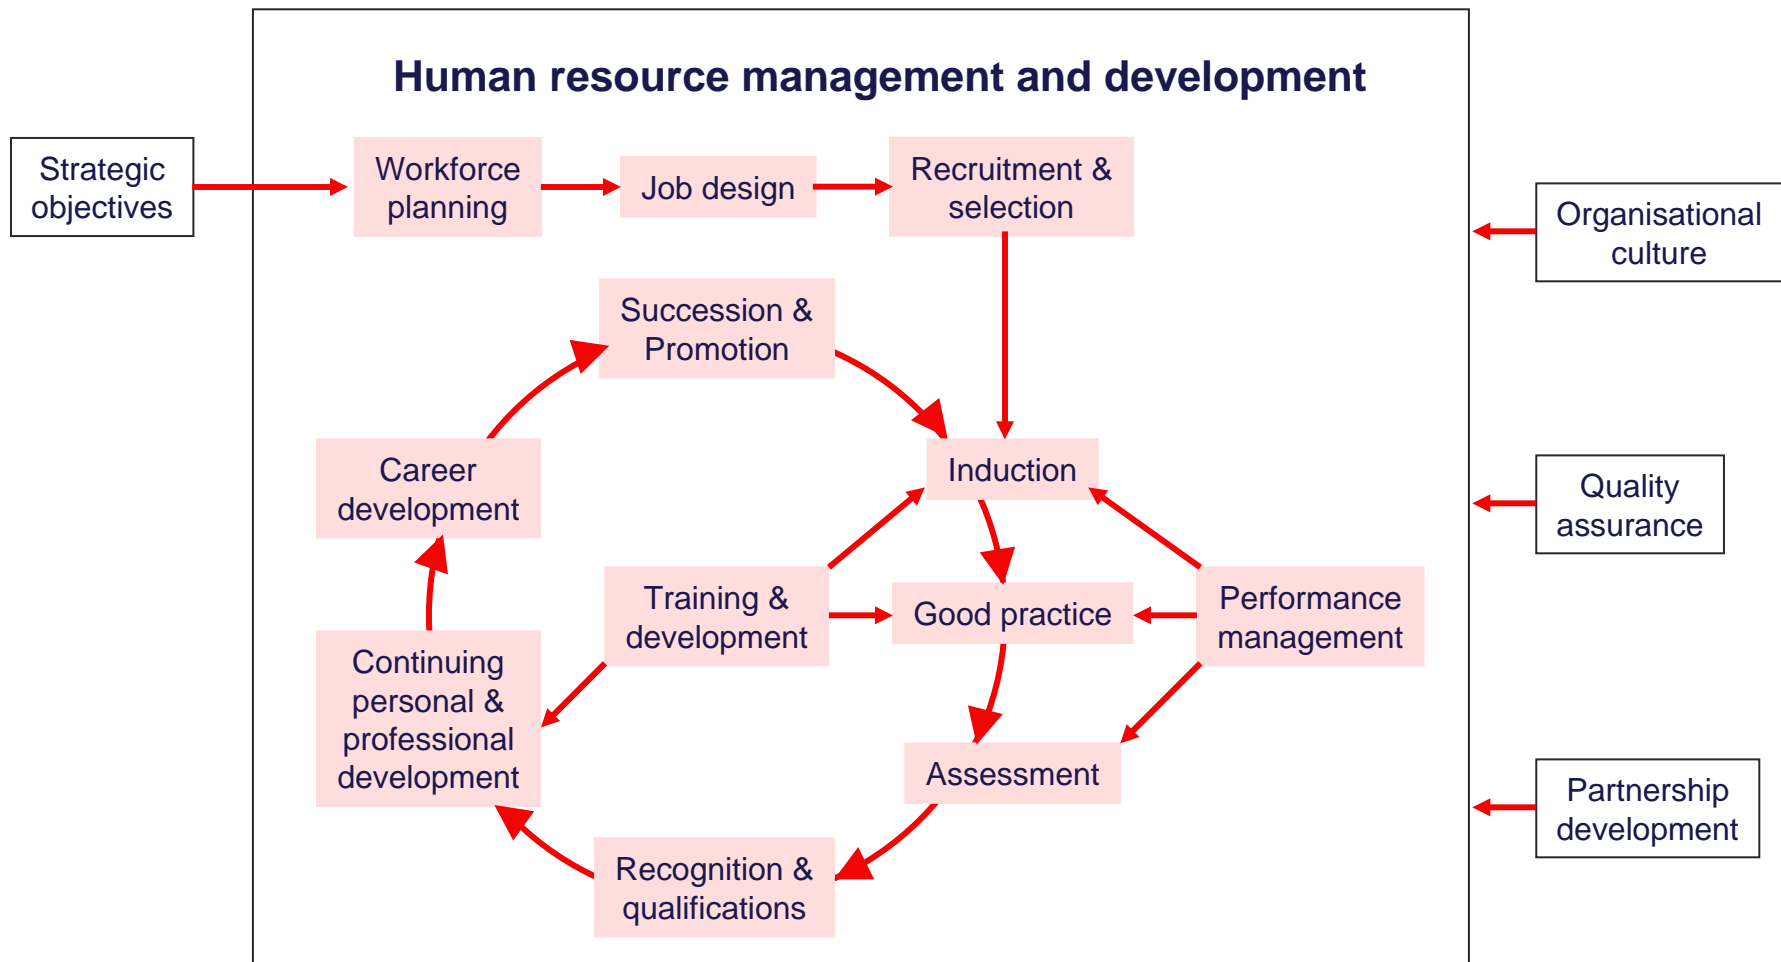 Human resource management and development
Strategic
objectives
Workforce
planning
Job design
Recruitment &
selection
Organisational
culture
Succession &
Promotion
Career
development
Induction
Quality
assurance
Training &
development
Good practice
Performance
management
Continuing
personal &
professional
development
Assessment
Partnership
development
Recognition &
qualifications